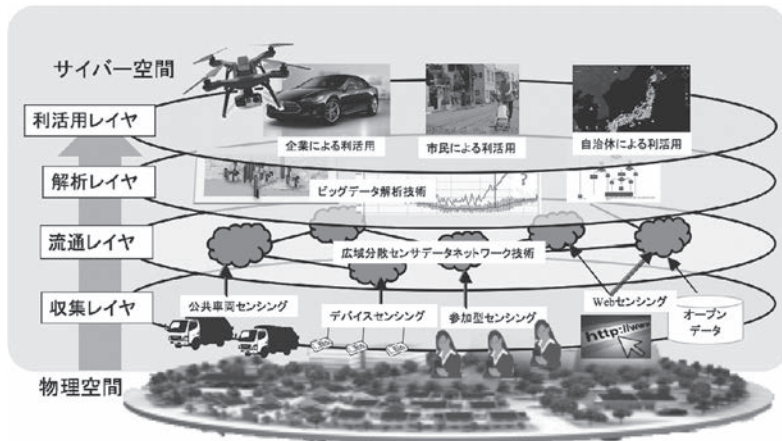 サイバー空間
利活用レイヤ
企業による利活用
市民による利活用
自治体による利活用
解析レイヤ
ビッグデータ解析技術
?
流通レイヤ
広域分散センサデータネットワーク技術
収集レイヤ
公共車両センシング
デバイスセンシング
参加型センシング
Webセンシング
オープン
データ
http://www
物理空間